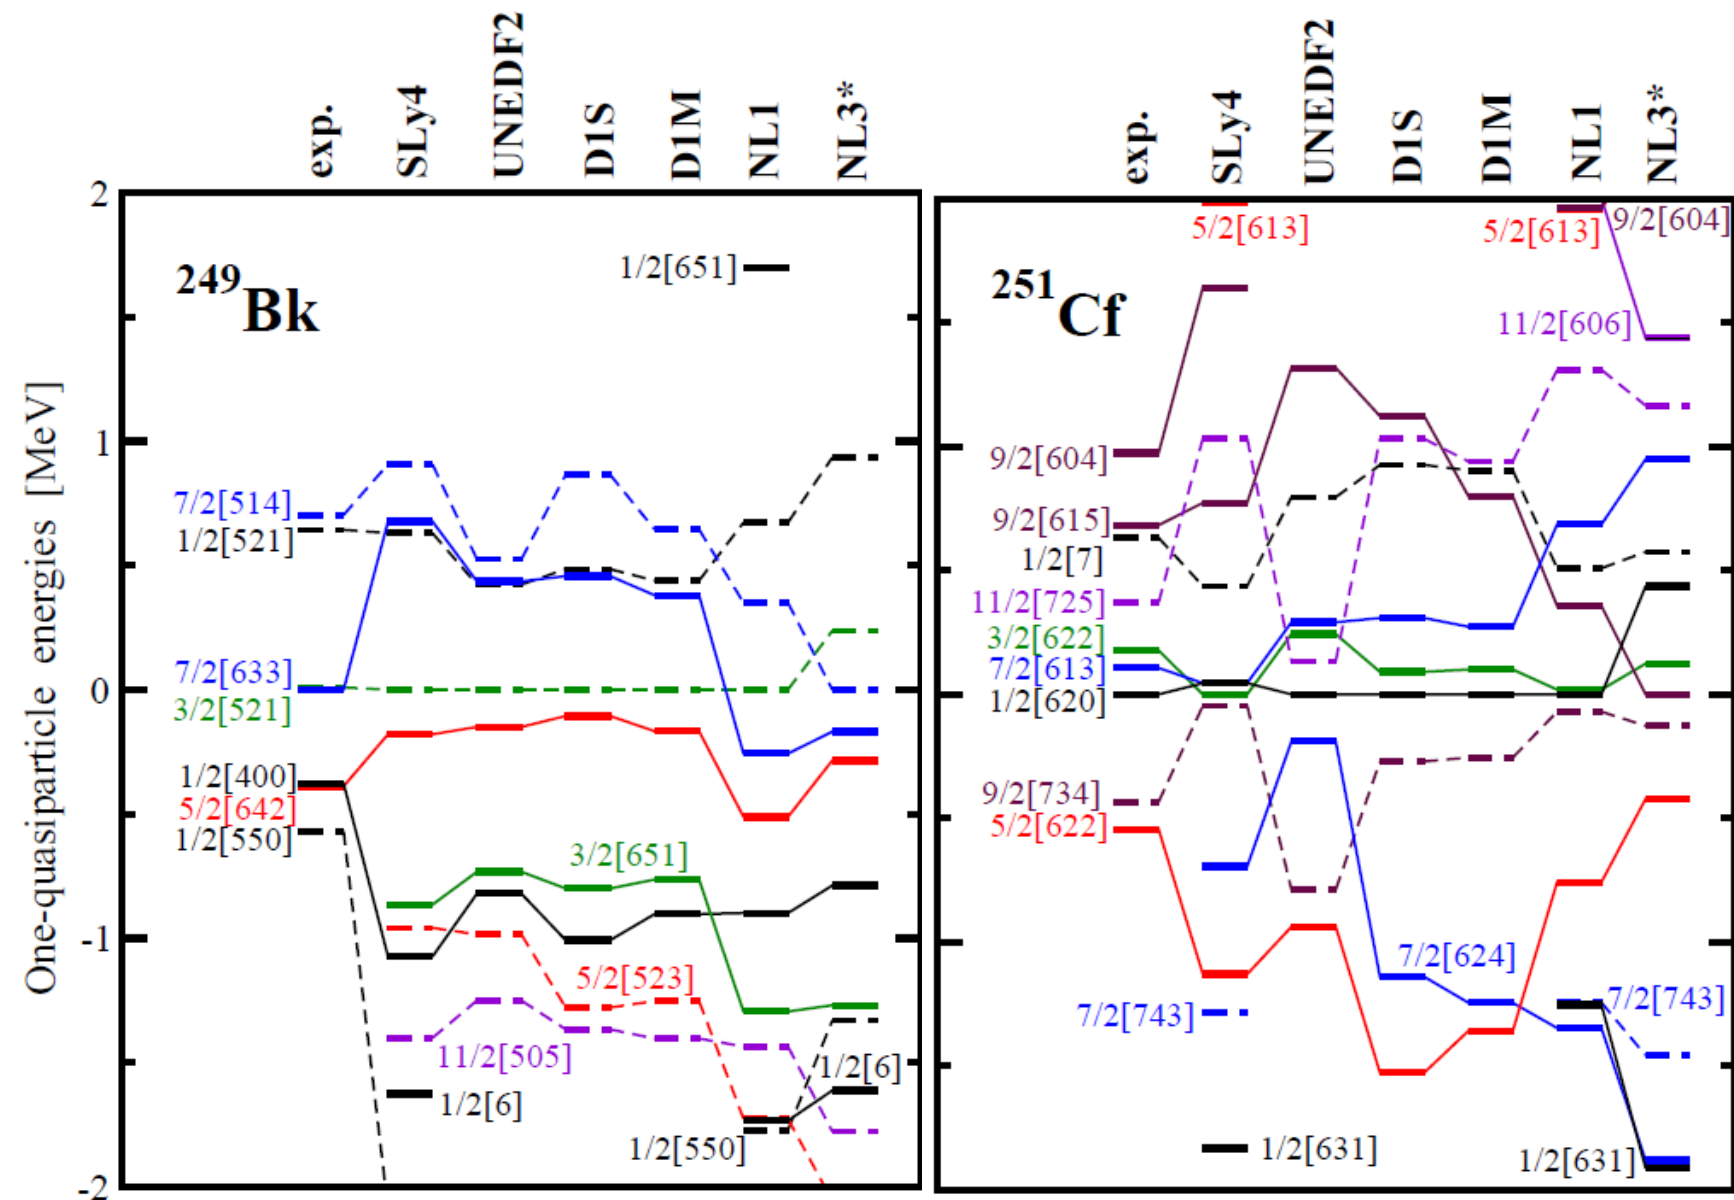 exp.
SLy4
UNEDF2
D1S
D1M
NL1
NL3*
exp.
SLy4
UNEDF2
D1S
D1M
NL1
NL3*
One-quasiparticle energies [MeV]
2
1
0
-1
-2
249Bk
1/2[651]
7/2[514]
1/2[521]
7/2[633]
3/2[521]
1/2[400]
5/2[642]
1/2[550]
3/2[651]
5/2[523]
11/2[505]
1/2[6]
1/2[6]
1/2[550]
251Cf
5/2[613]
5/2[613]
9/2[604]
11/2[606]
9/2[604]
9/2[615]
1/2[7]
11/2[725]
3/2[622]
7/2[613]
1/2[620]
9/2[734]
5/2[622]
7/2[624]
7/2[743]
7/2[743]
1/2[631]
1/2[631]